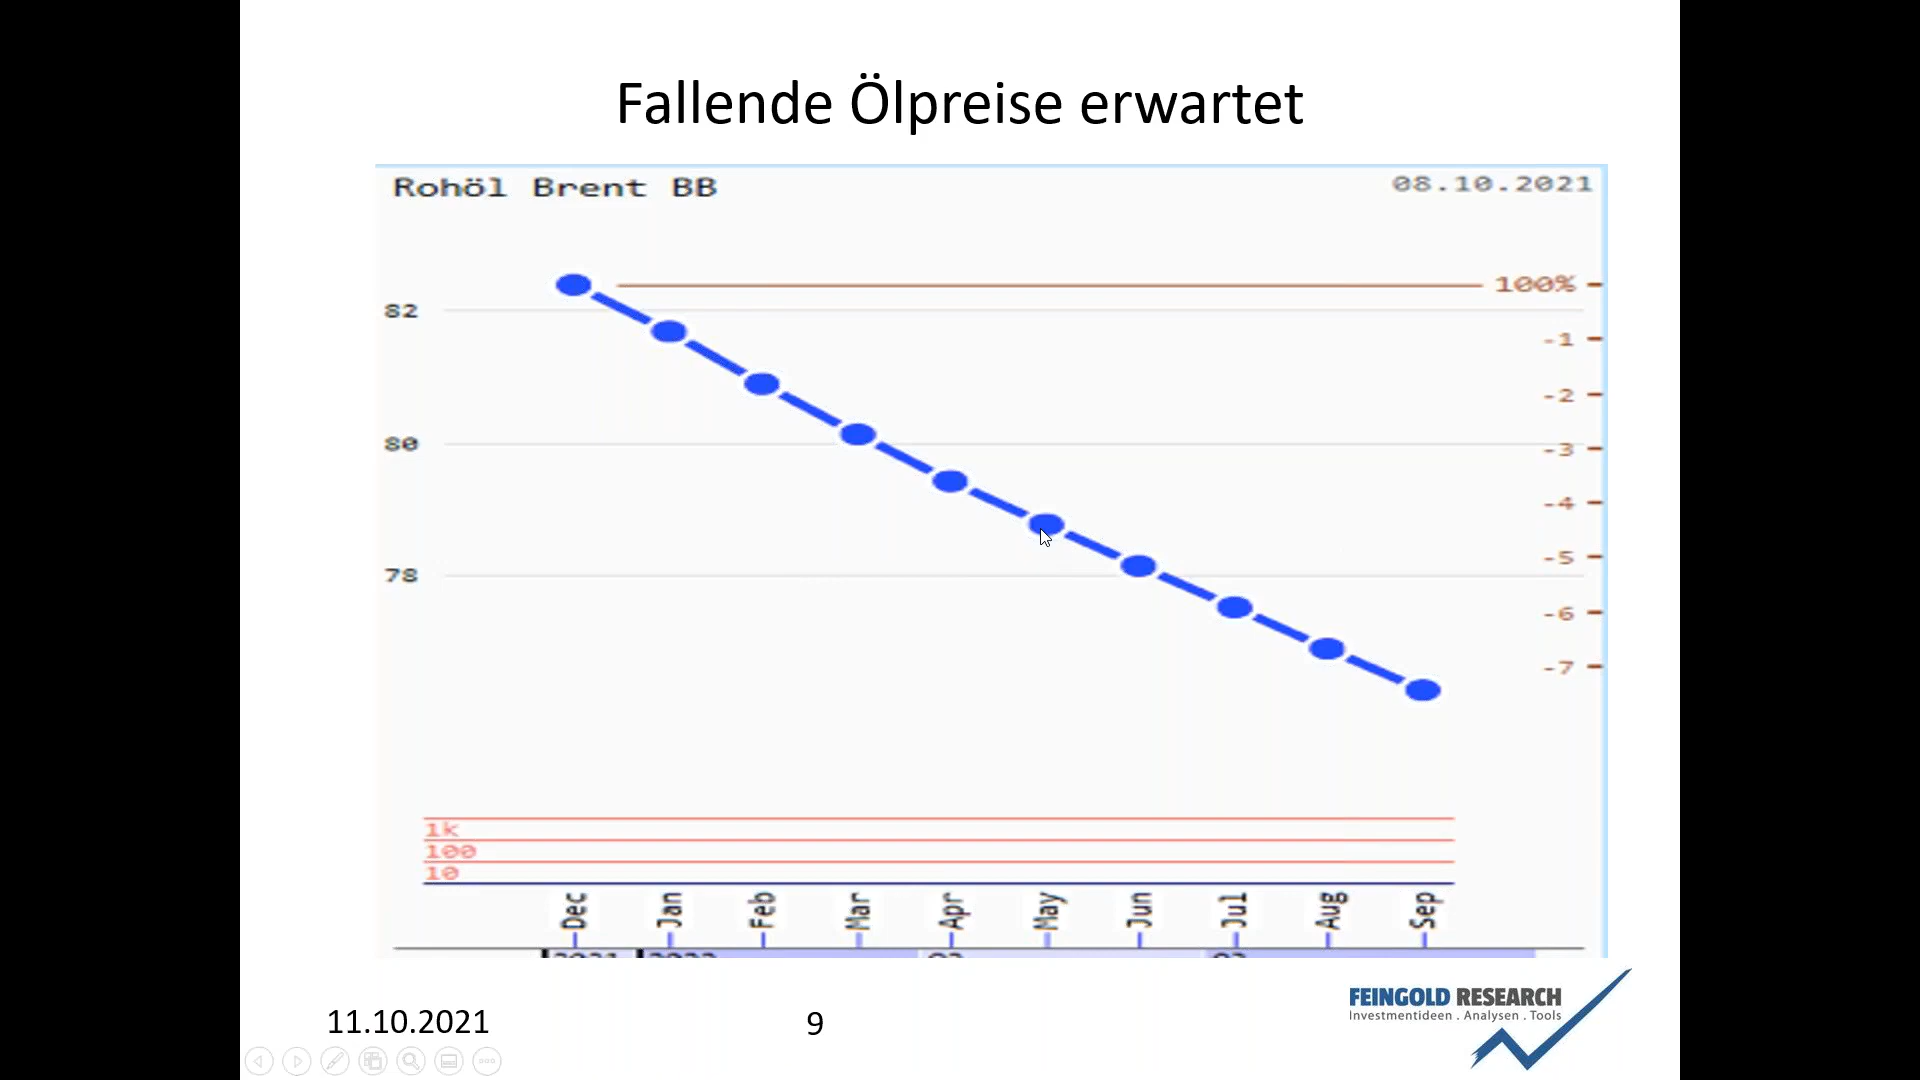 Fallende Ölpreise erwartet
Rohöl Brent BB
08.10.2021
100%
82
-1
-2
80
-3
-4
-5
78
-6
-7
1k
100
10
Dec
Jan
Feb
Mar
Apr
May
Jun
Jul
Aug
Sep
FEINGOLD RESEARCH
Investmentideen . Analysen . Tools
11.10.2021
9